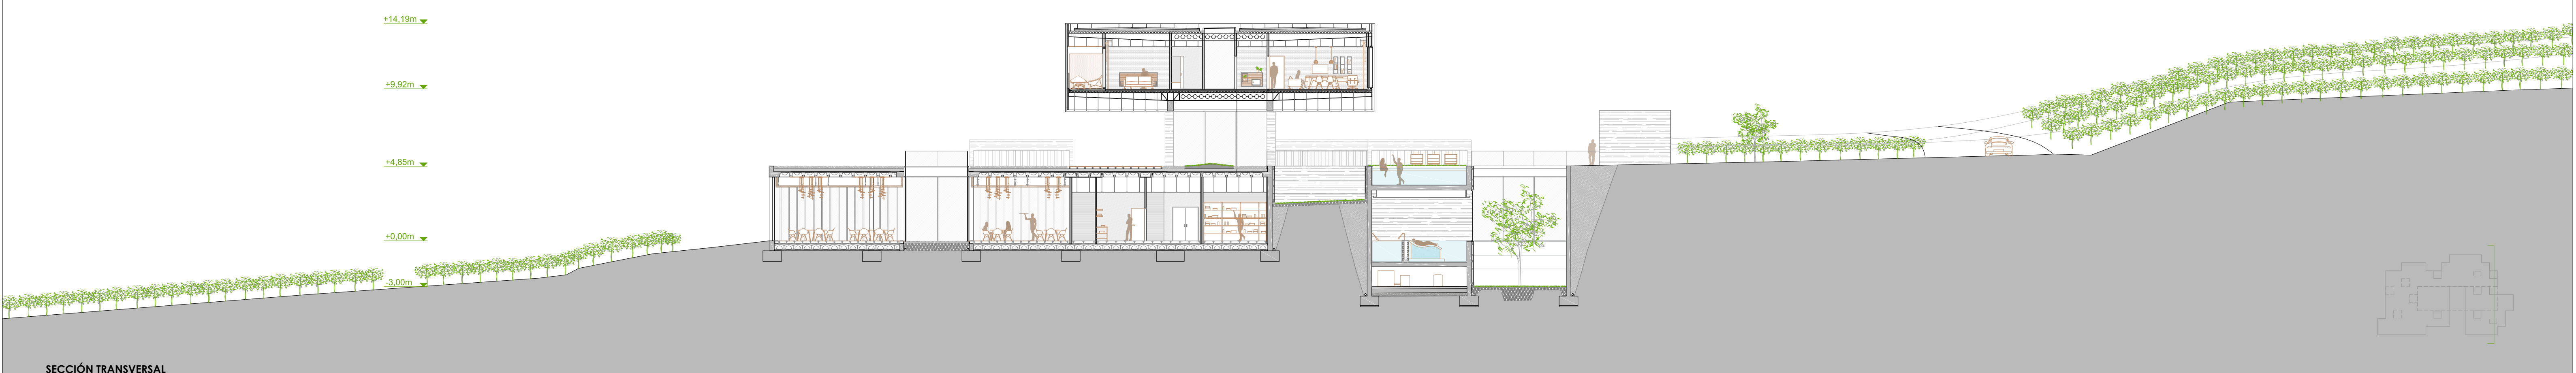 +14,19m
+9,92m
+4,85m
+0,00m
-3,00m
SECCIÓN TRANSVERSAL